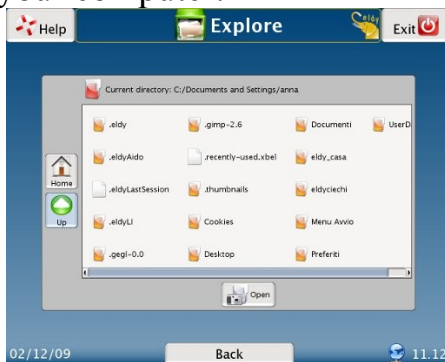 Help Explore Eldy Exit
Current directory: C:/Documents and Settings/anna
.eldy .gimp-2.6 Documenti UserD
.eldyAido .recently-used.xbel eldy_casa
Home
.eldyLastSession .thumbnails eldyciechi
Up
.eldyLI Cookies Menu Avvio
.gegl-0.0 Desktop Preferiti
Open
02/12/09 Back 11.12